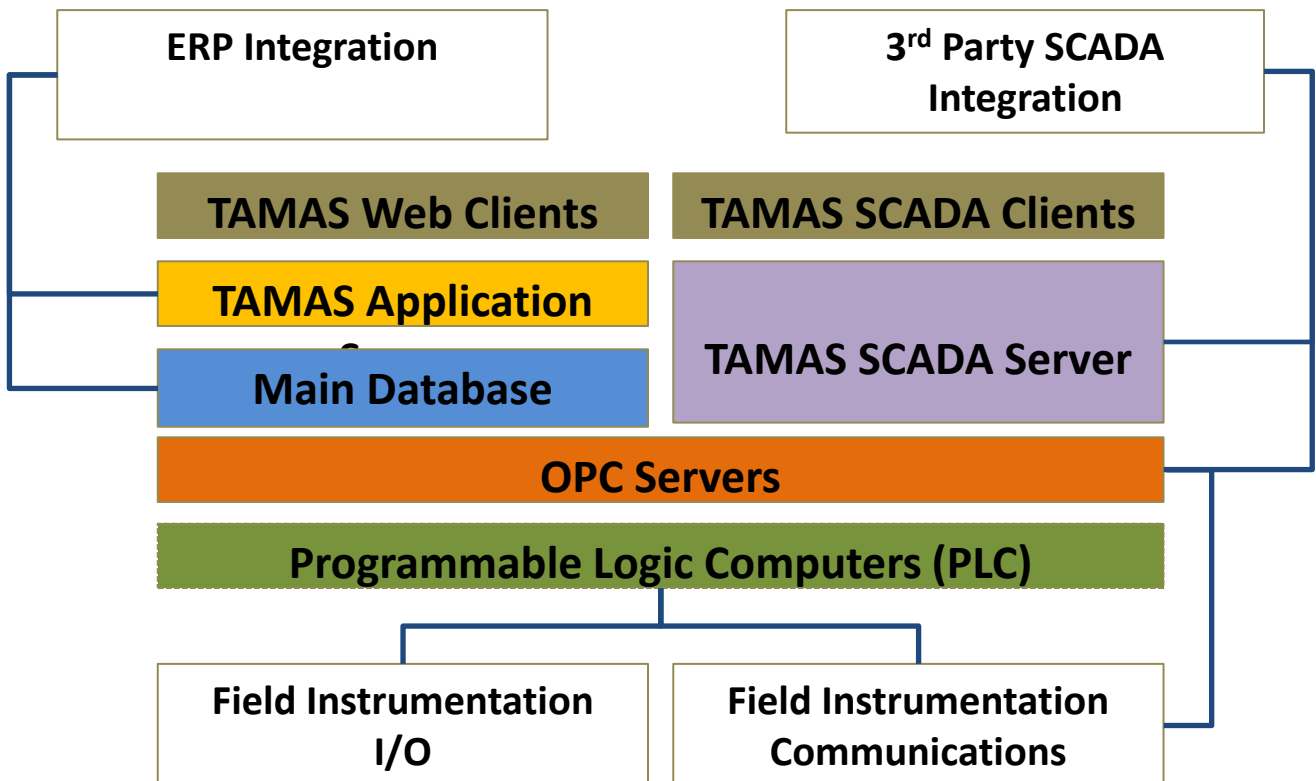 ERP Integration
3rd Party SCADA
Integration
TAMAS Web Clients
TAMAS SCADA Clients
TAMAS Application
TAMAS SCADA Server
Main Database
OPC Servers
Programmable Logic Computers (PLC)
Field Instrumentation
I/O
Field Instrumentation
Communications